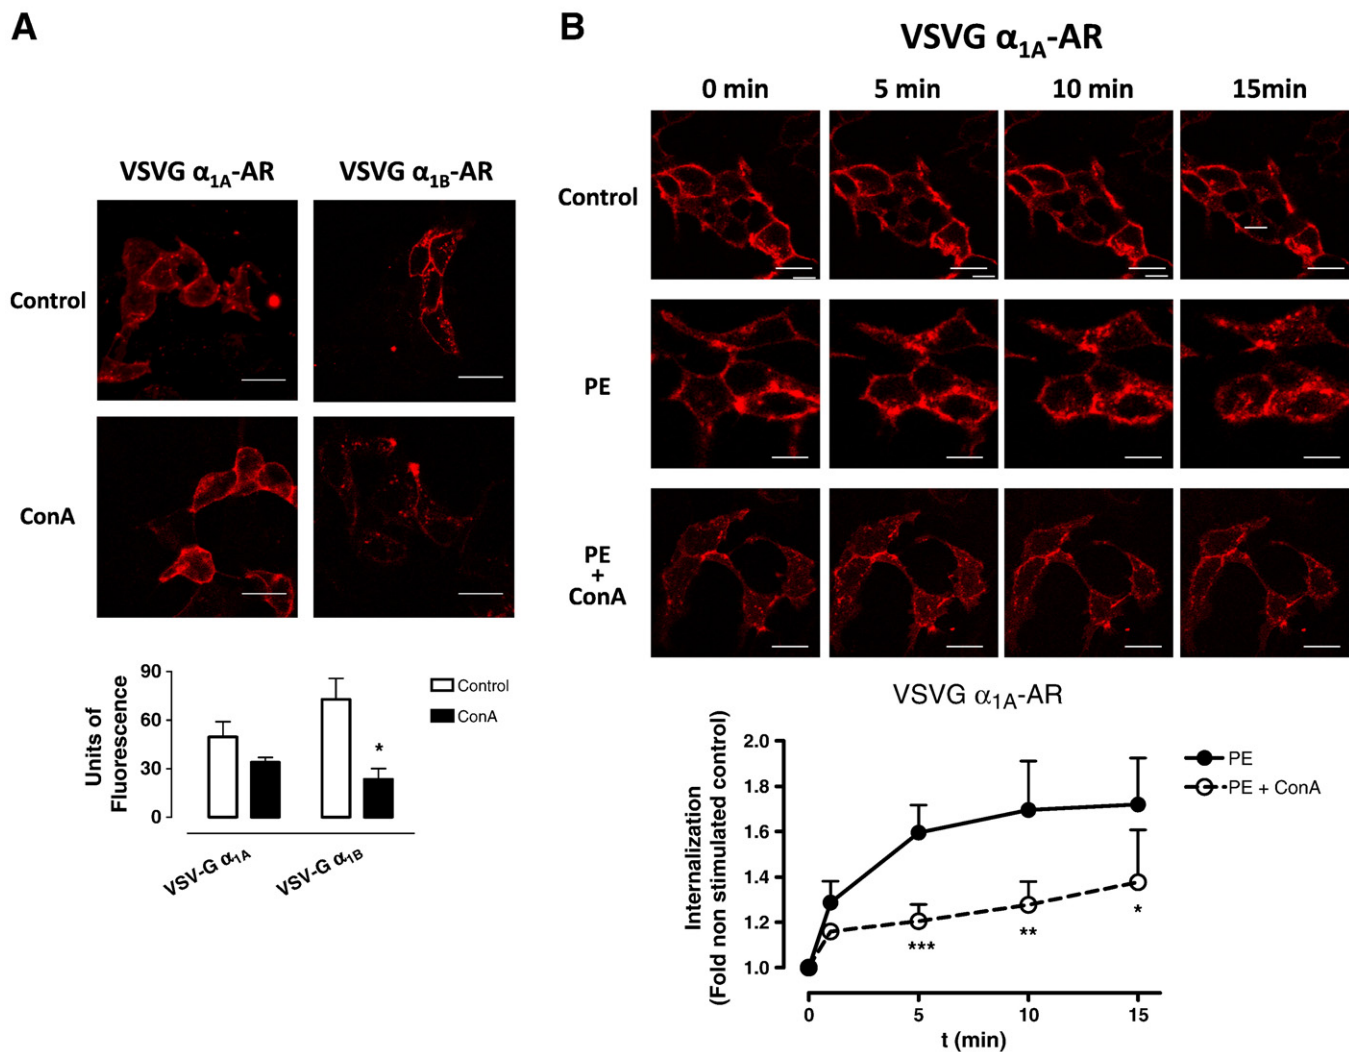 A
VSVG α1A-AR VSVG α1B-AR
Control
ConA
90
60
30
0
Units of
Fluorescence
Control
ConA
*
VSV-G α1A
VSV-G α1B
B
VSVG α1A-AR
0 min 5 min 10 min 15min
Control
PE
PE
+
ConA
VSVG α1A-AR
2.0
1.8
1.6
1.4
1.2
1.0
Internalization
(Fold non stimulated control)
PE
PE + ConA
*** ** *
0 5 10 15
t (min)